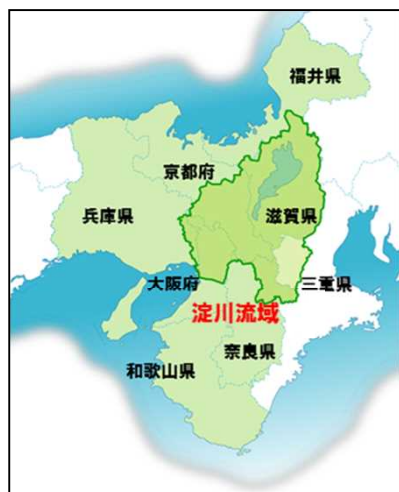 福井県
京都府
兵庫県
滋賀県
大阪府
三重県
淀川流域
奈良県
和歌山県